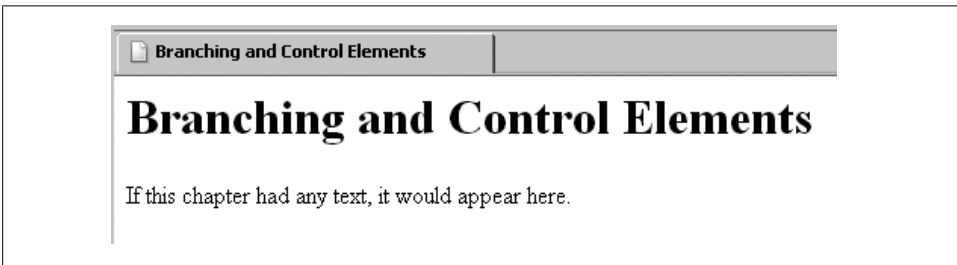 Branching and Control Elements
Branching and Control Elements
If this chapter had any text, it would appear here.